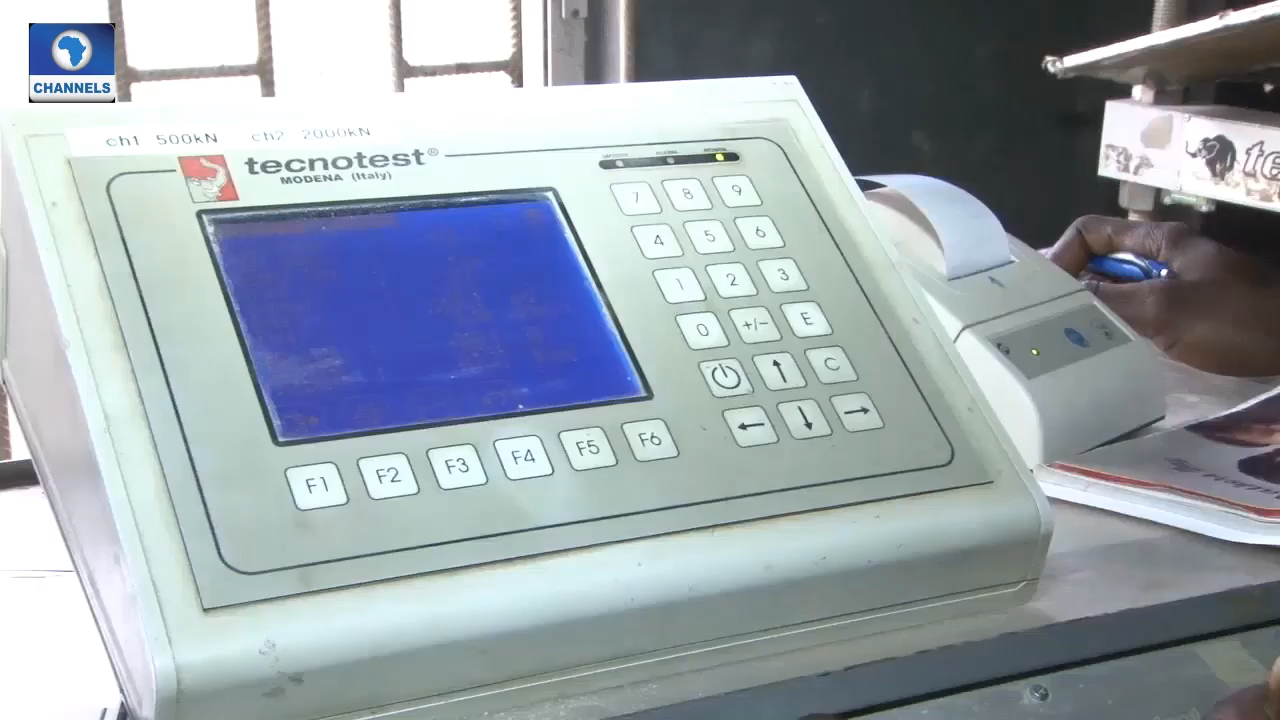 CHANNELS
ch1 500kN ch2 2000kN
tecnotest®
MODENA (Italy)
7 8 9
4 5 6
1 2 3
0 +/- E
C
← ↑ ↓ →
F1 F2 F3 F4 F5 F6
te